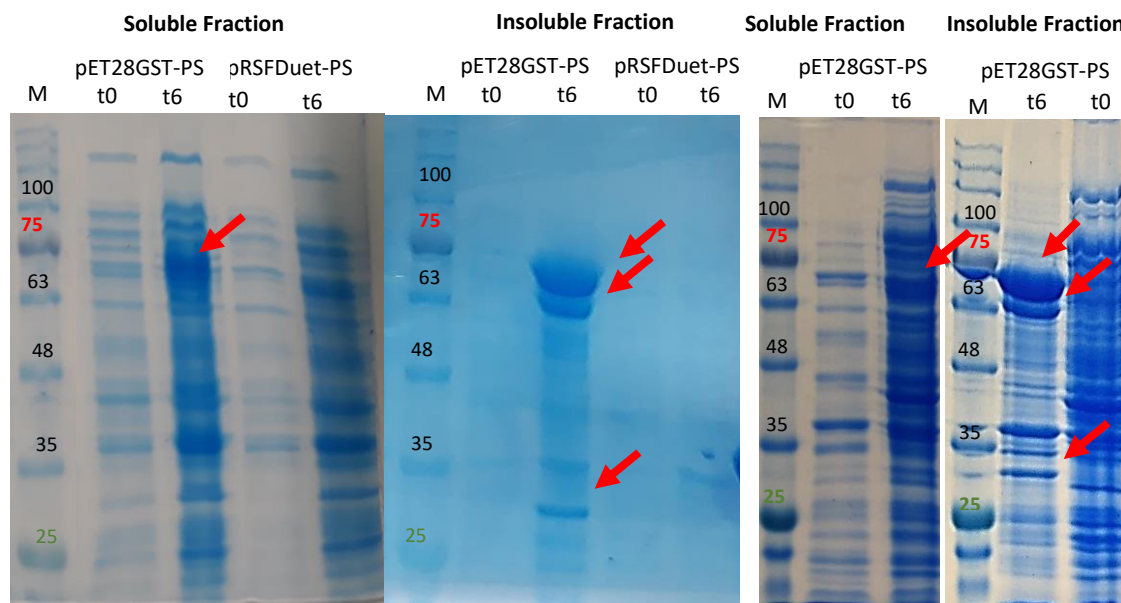 Soluble Fraction
pET28GST-PS pRSFDuet-PS
M t0 t6 t0 t6
100
75
63
48
35
25
Insoluble Fraction
pET28GST-PS pRSFDuet-PS
M t0 t6 t0 t6
100
75
63
48
35
25
Soluble Fraction
pET28GST-PS
M t0 t6
100
75
63
48
35
25
Insoluble Fraction
pET28GST-PS
M t6 t0
100
75
63
48
35
25